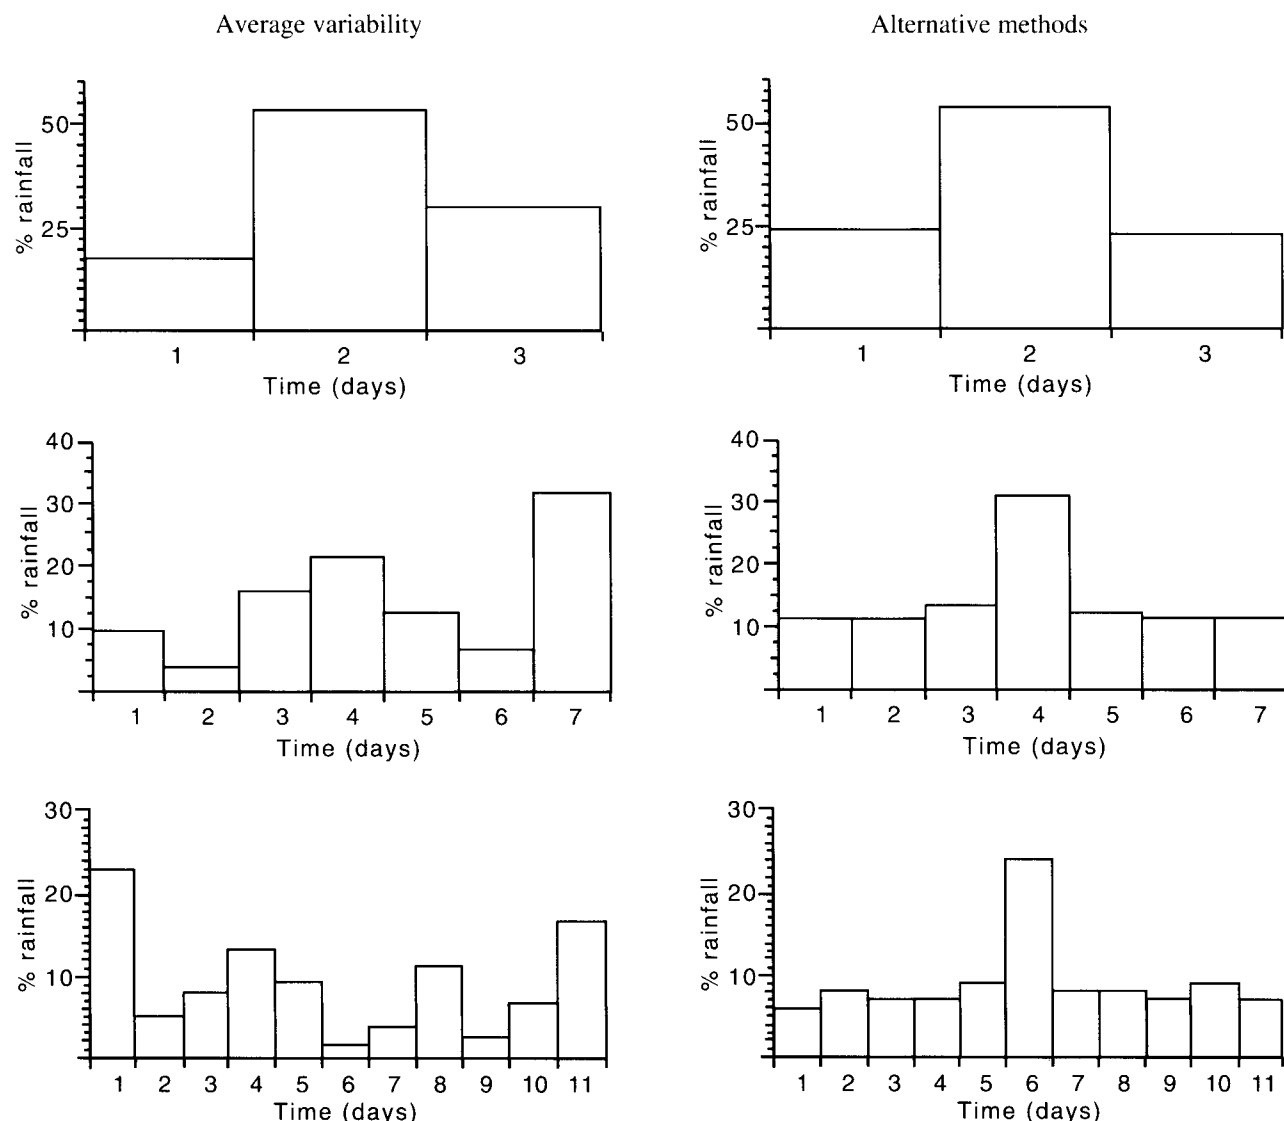 Average variability
Alternative methods
50
25
% rainfall
1 2 3
Time (days)
50
25
% rainfall
1 2 3
Time (days)
40
30
20
10
% rainfall
1 2 3 4 5 6 7
Time (days)
40
30
20
10
% rainfall
1 2 3 4 5 6 7
Time (days)
30
20
10
% rainfall
1 2 3 4 5 6 7 8 9 10 11
Time (days)
30
20
10
% rainfall
1 2 3 4 5 6 7 8 9 10 11
Time (days)